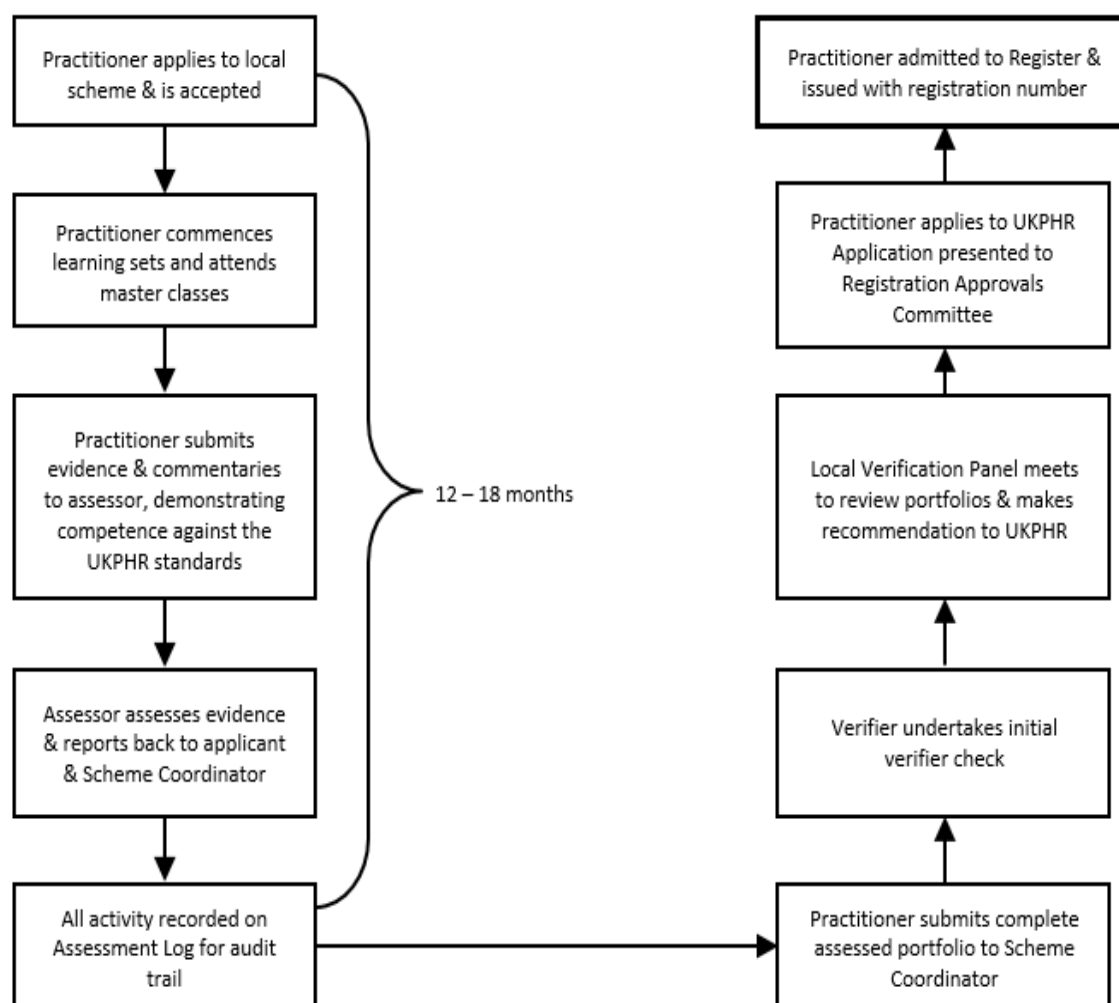 Practitioner applies to local
scheme & is accepted
Practitioner commences
learning sets and attends
master classes
Practitioner submits
evidence & commentaries
to assessor, demonstrating
competence against the
UKPHR standards
Assessor assesses evidence
& reports back to applicant
& Scheme Coordinator
All activity recorded on
Assessment Log for audit
trail
12 – 18 months
Practitioner submits complete
assessed portfolio to Scheme
Coordinator
Verifier undertakes initial
verifier check
Local Verification Panel meets
to review portfolios & makes
recommendation to UKPHR
Practitioner applies to UKPHR
Application presented to
Registration Approvals
Committee
Practitioner admitted to Register &
issued with registration number